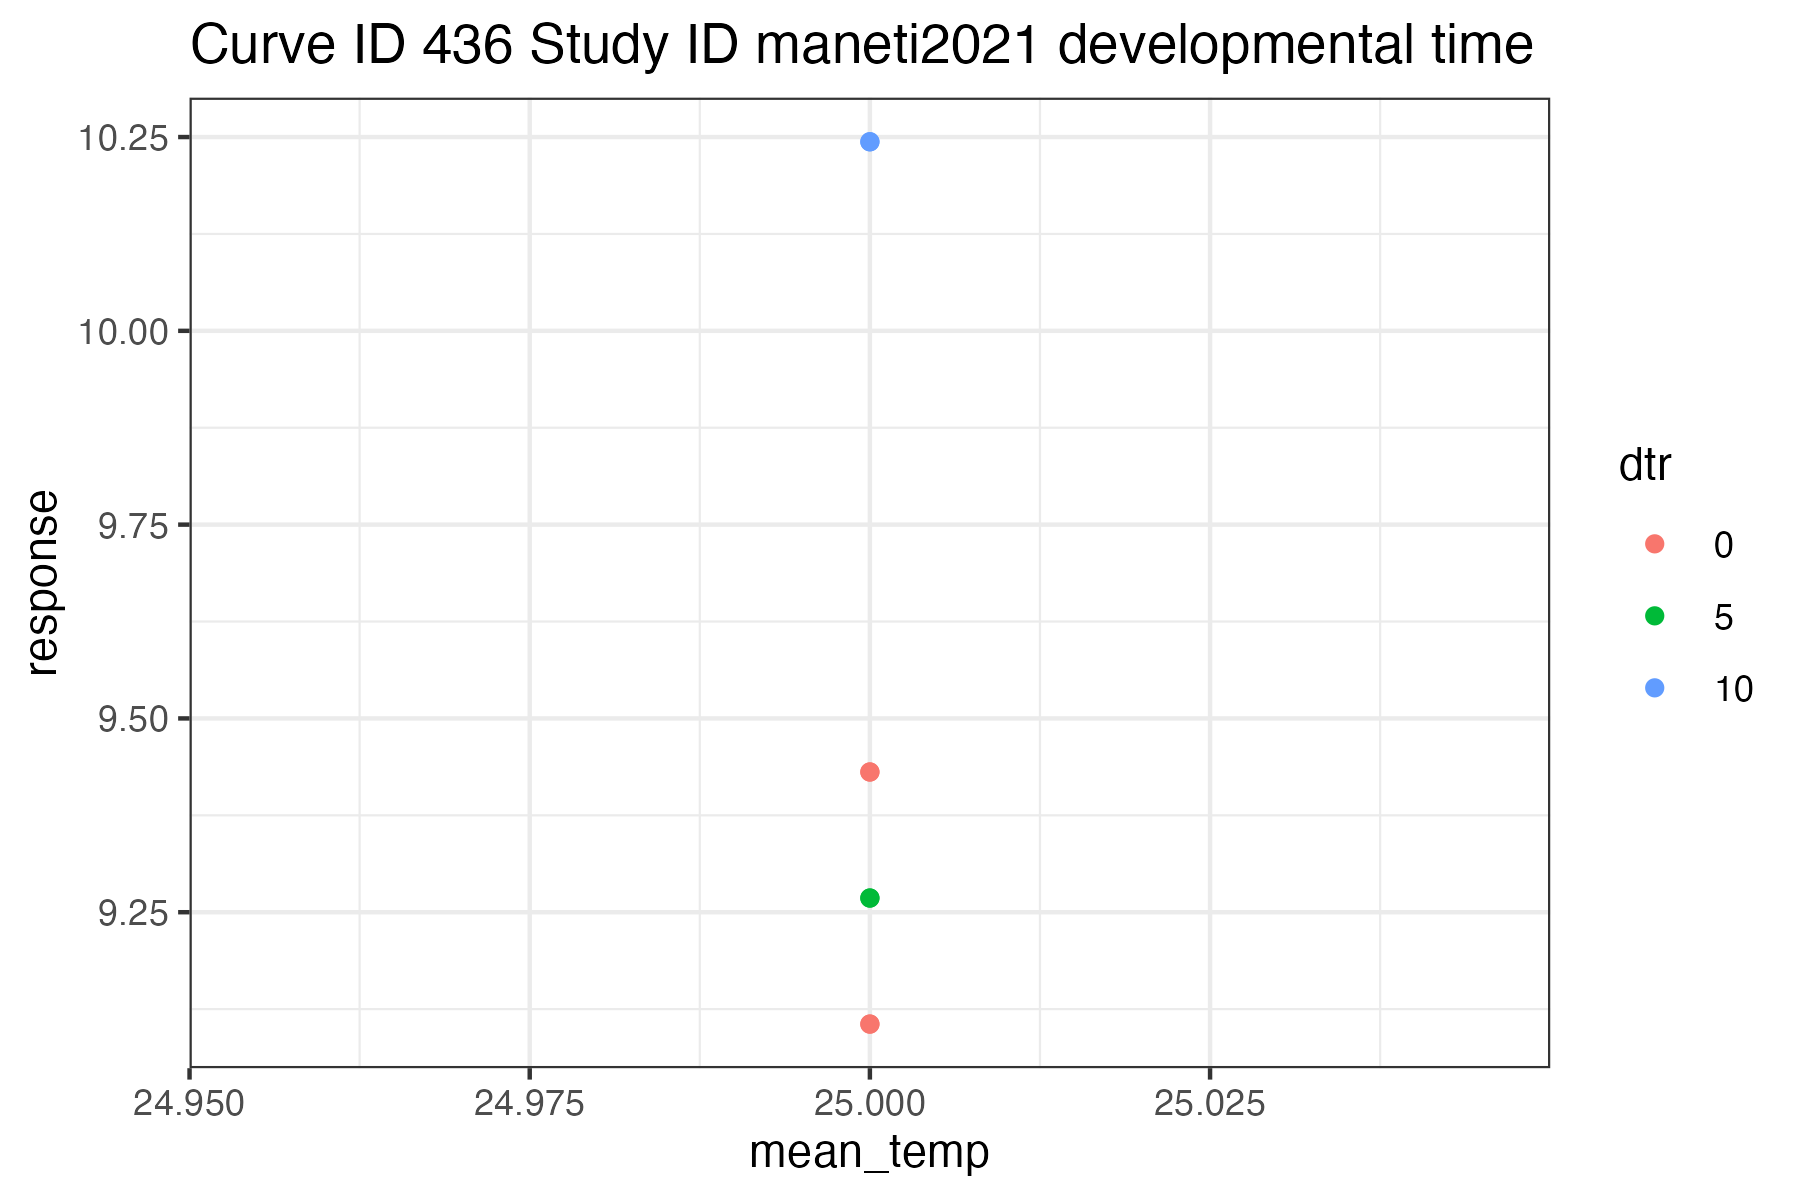 Curve ID 436 Study ID maneti2021 developmental time
10.25
10.00
9.75
9.50
9.25
response
24.950 24.975 25.000 25.025
mean_temp
dtr
0
5
10